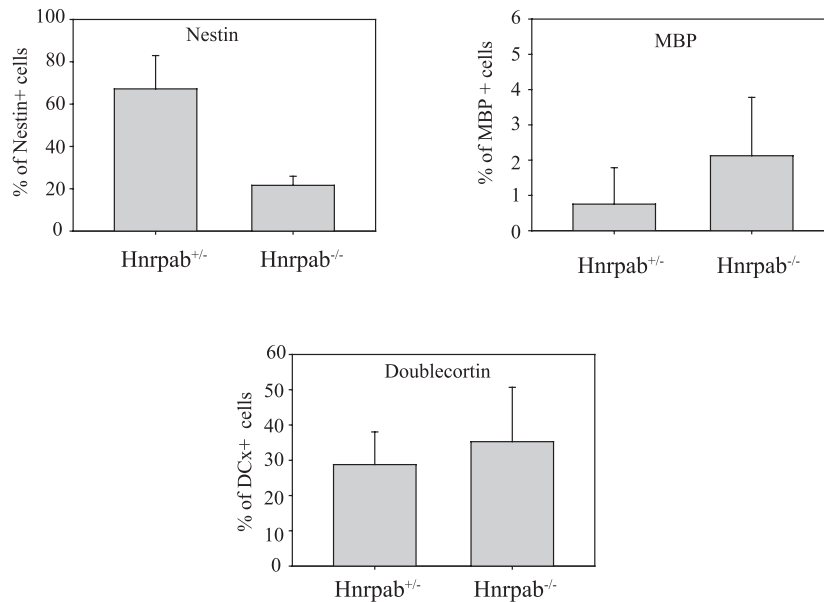 Nestin
% of Nestin+ cells
100
80
60
40
20
0
Hnrpab+/- Hnrpab-/-
MBP
% of MBP + cells
6
5
4
3
2
1
0
Hnrpab+/- Hnrpab-/-
Doublecortin
% of DCx+ cells
60
50
40
30
20
10
0
Hnrpab+/- Hnrpab-/-